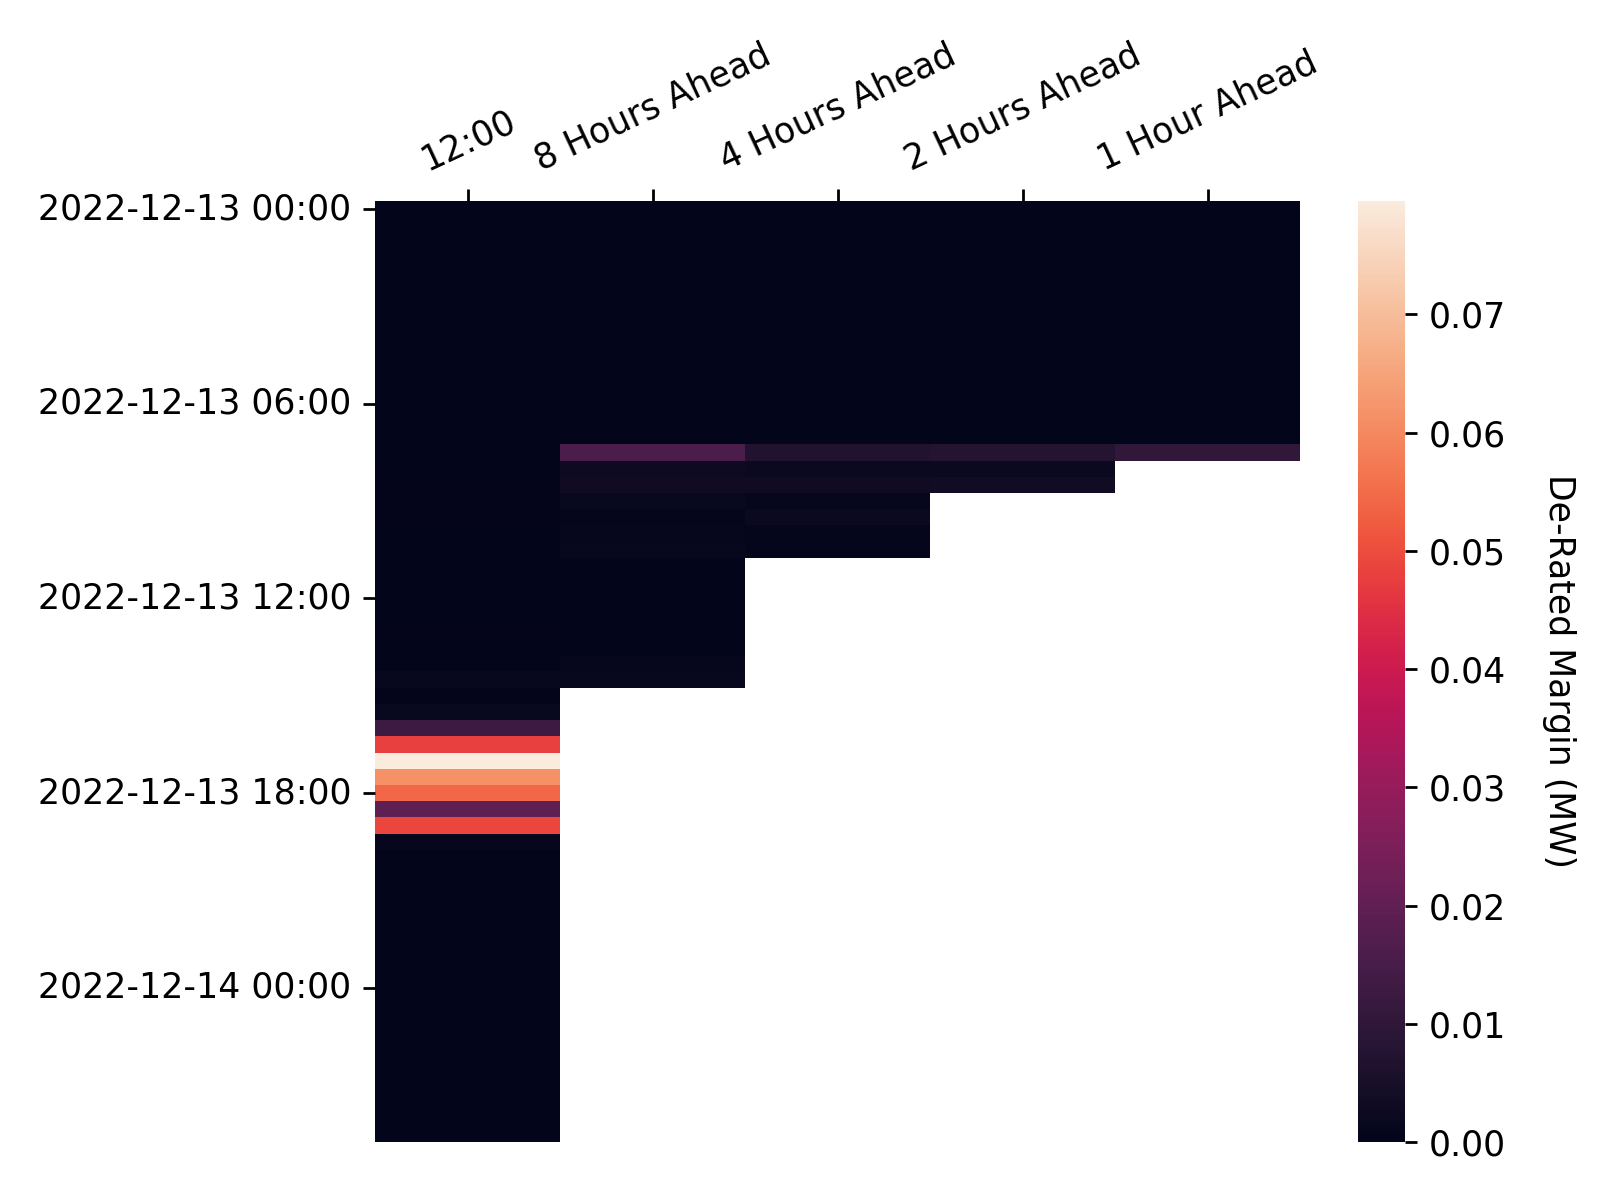 12:00
8 Hours Ahead
4 Hours Ahead
2 Hours Ahead
1 Hour Ahead
2022-12-13 00:00
2022-12-13 06:00
2022-12-13 12:00
2022-12-13 18:00
2022-12-14 00:00
0.07
0.06
0.05
0.04
0.03
0.02
0.01
0.00
De-Rated Margin (MW)